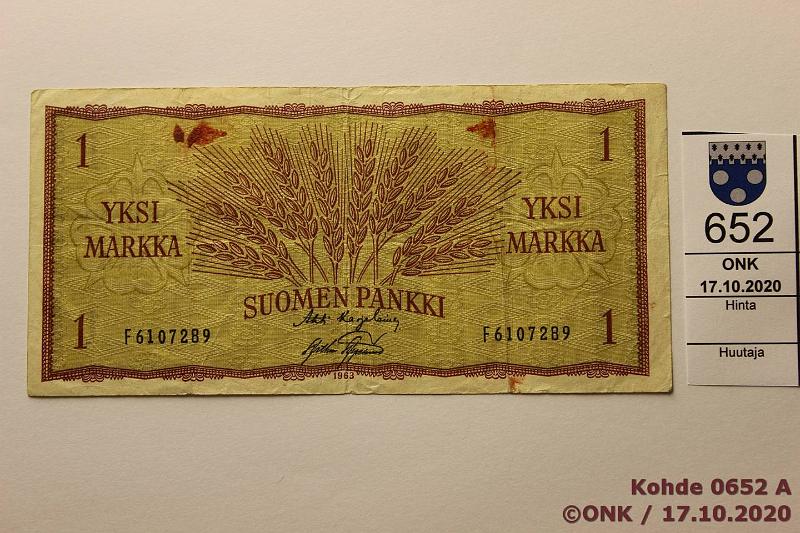 1
1
YKSI
MARKKA
YKSI
MARKKA
SUOMEN PANKKI
1
F6107289
F6107289
1
1963
652
ONK
17.10.2020
Hinta
Huutaja
Kohde 0652 A
©ONK / 17.10.2020